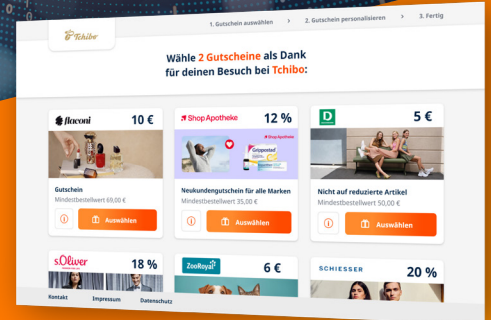 Tchibo
1. Gutschein auswählen > 2. Gutschein personalisieren > 3. Fertig
Wähle 2 Gutscheine als Dank
für deinen Besuch bei Tchibo:
flaconi 10 €
Gutschein
Mindestbestellwert 69,00 €
Auswählen
Shop Apotheke 12 %
Shop Apotheke
Grippostad
Neukundengutschein für alle Marken
Mindestbestellwert 35,00 €
Auswählen
D 5 €
Nicht auf reduzierte Artikel
Mindestbestellwert 50,00 €
Auswählen
s.Oliver 18 %
ZooRoyal 6 €
SCHIESSER 20 %
Kontakt Impressum Datenschutz